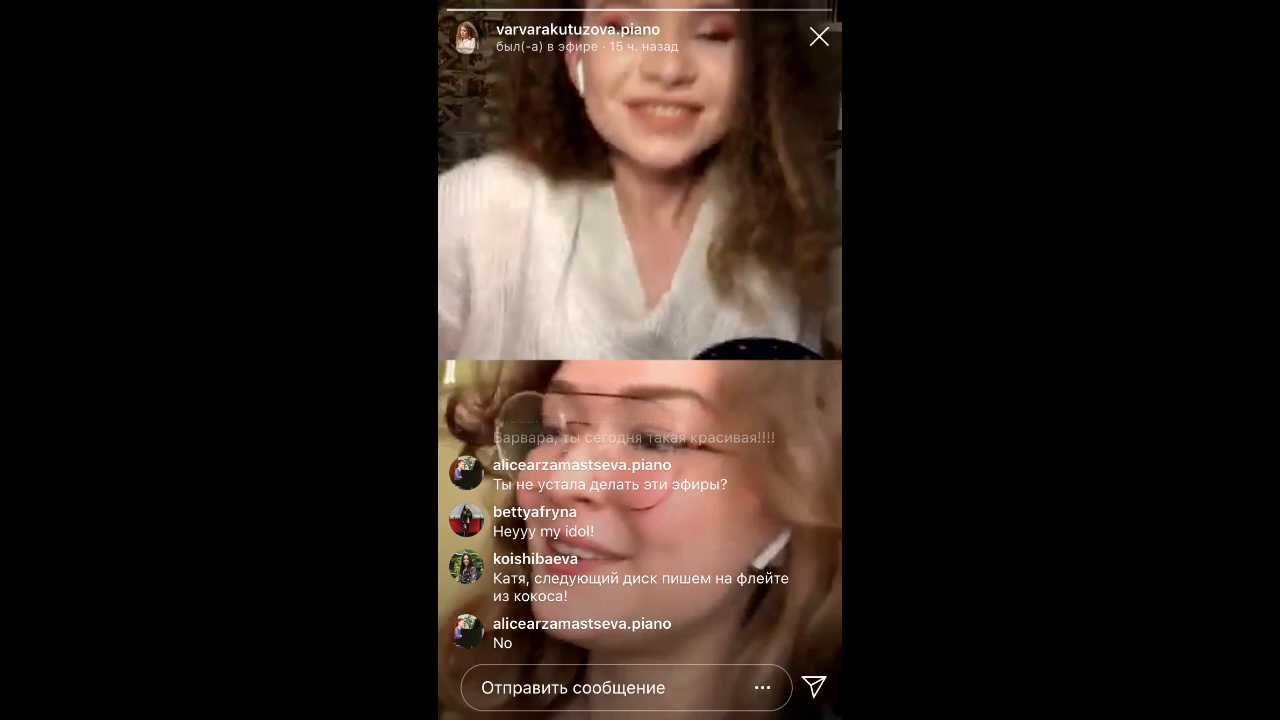 varvarakutuzova.piano
был(-а) в эфире · 15 ч. назад
Варвара, ты сегодня такая красивая!!!!
alicearzamastseva.piano
Ты не устала делать эти эфиры?
bettyafryna
Heyyy my idol!
koishibaeva
Катя, следующий диск пишем на флейте
из кокоса!
alicearzamastseva.piano
No
Отправить сообщение